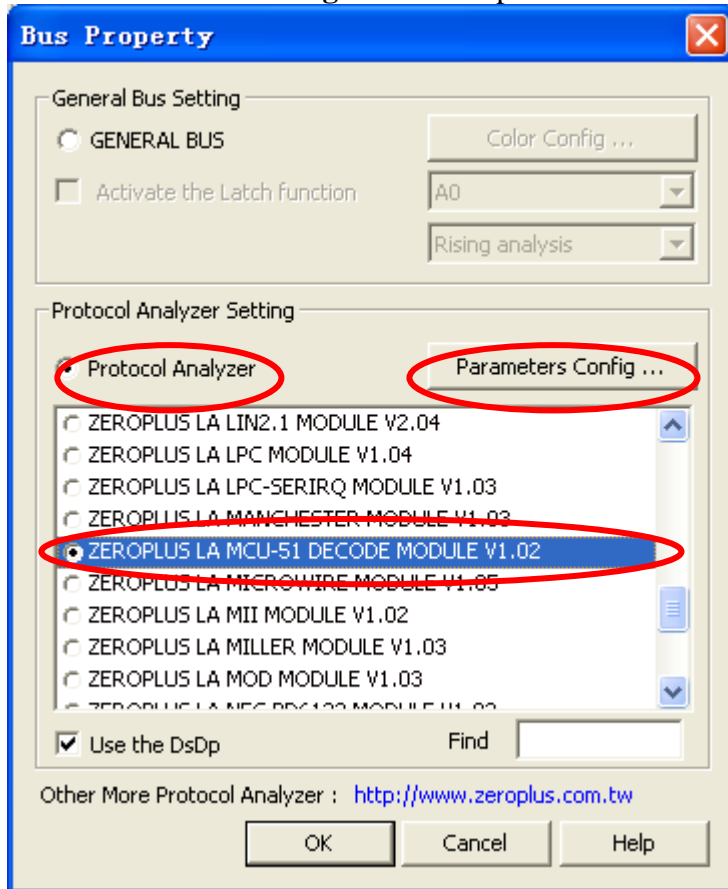 Bus Property
General Bus Setting
GENERAL BUS
Color Config ...
Activate the Latch function
A0
Rising analysis
Protocol Analyzer Setting
Protocol Analyzer
Parameters Config ...
ZEROPLUS LA LIN2.1 MODULE V2.04
ZEROPLUS LA LPC MODULE V1.04
ZEROPLUS LA LPC-SERIRQ MODULE V1.03
ZEROPLUS LA MANCHESTER MODULE V1.03
ZEROPLUS LA MCU-51 DECODE MODULE V1.02
ZEROPLUS LA MICROWIRE MODULE V1.05
ZEROPLUS LA MII MODULE V1.02
ZEROPLUS LA MILLER MODULE V1.03
ZEROPLUS LA MOD MODULE V1.03
ZEROPLUS LA NEC PD6122 MODULE
Use the DsDp
Find
Other More Protocol Analyzer : http://www.zeroplus.com.tw
OK
Cancel
Help